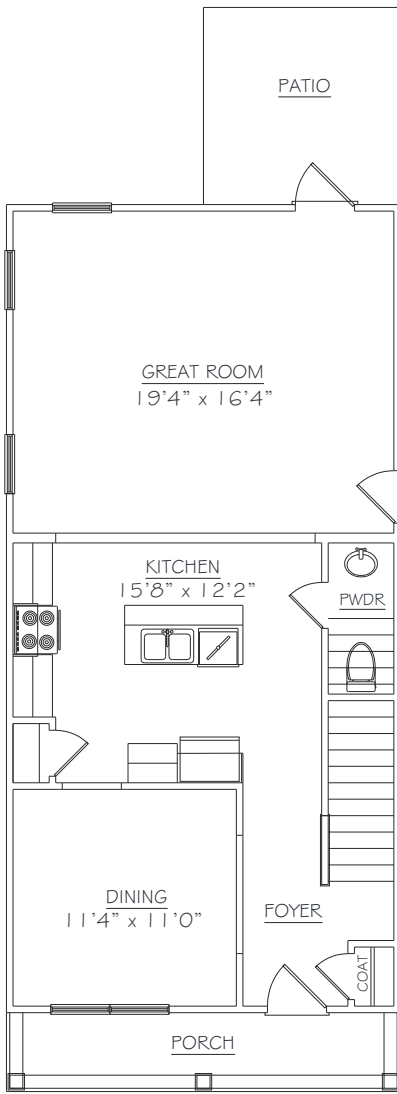 PATIO
GREAT ROOM
19'4" x 16'4"
KITCHEN
15'8" x 12'2"
PWDR
DINING
11'4" x 11'0"
FOYER
COAT
PORCH